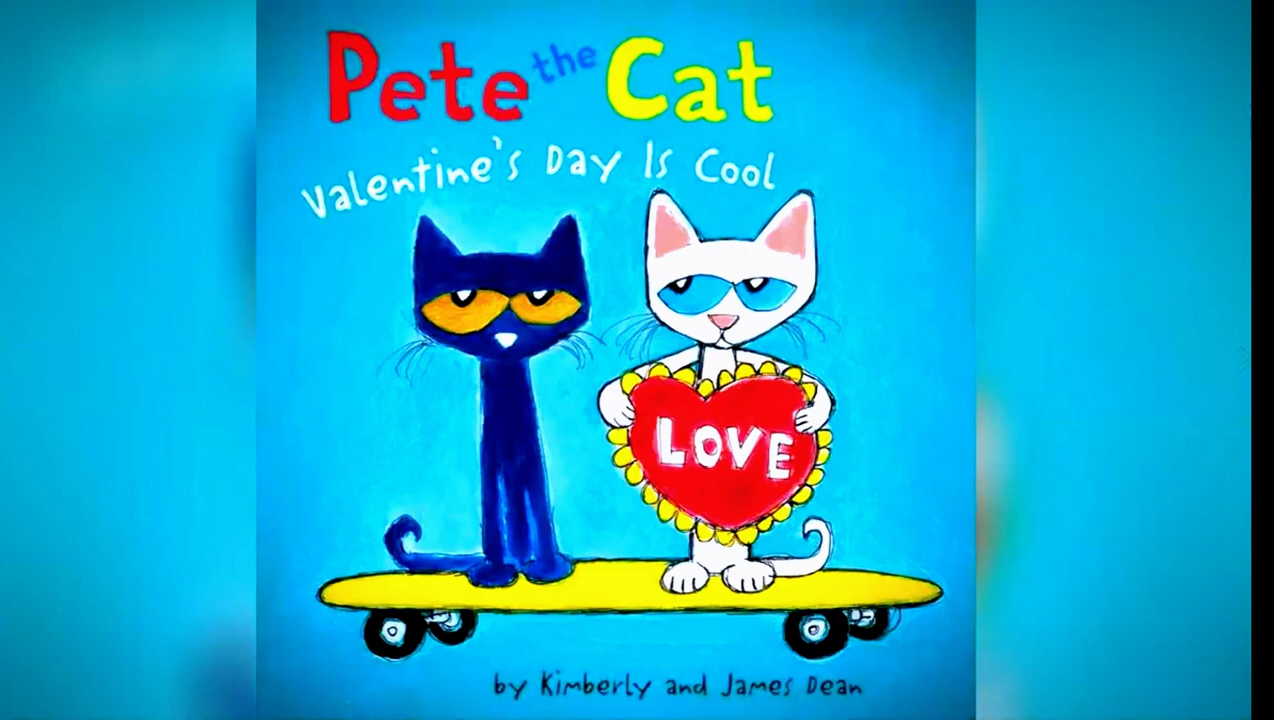 Pete the Cat
Valentine's Day Is Cool
LOVE
by Kimberly and James Dean